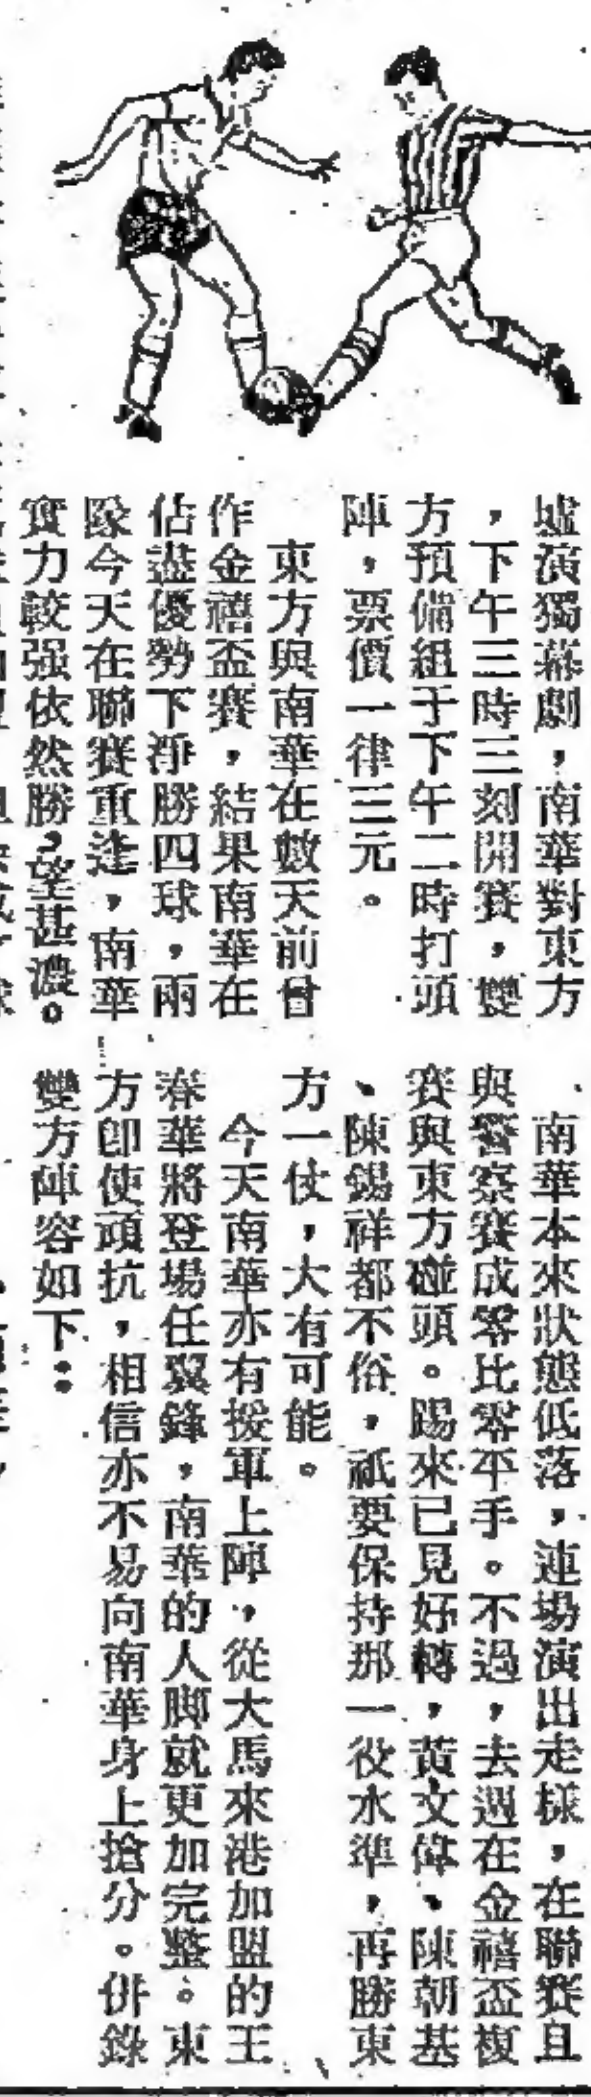 墟演獨幕劇，南華對東方
，下午三時三刻開賽，雙
方預備組于下午二時打頭
陣，票價一律三元。
東方與南華在數天前曾
作金禧盃賽，結果南華在
佔盡優勢下淨勝四球，兩
隊今天在聯賽重逢，南華
實力較强依然勝望甚濃。
南華本來狀態低落，連場演出走樣，在聯賽且
與警察賽成零比零平手。不過，去週在金禧盃複
賽與東方碰頭。踢來已見好轉，黃文偉、陳朝基
、陳錫祥都不俗，祇要保持那一役水準，再勝東
方一仗，大有可能。
今天南華亦有援軍上陣，從大馬來港加盟的王
春華將登場任翼鋒，南華的人脚就更加完整。東
方卽使頑抗，相信亦不易向南華身上搶分。併錄
雙方陣容如下：